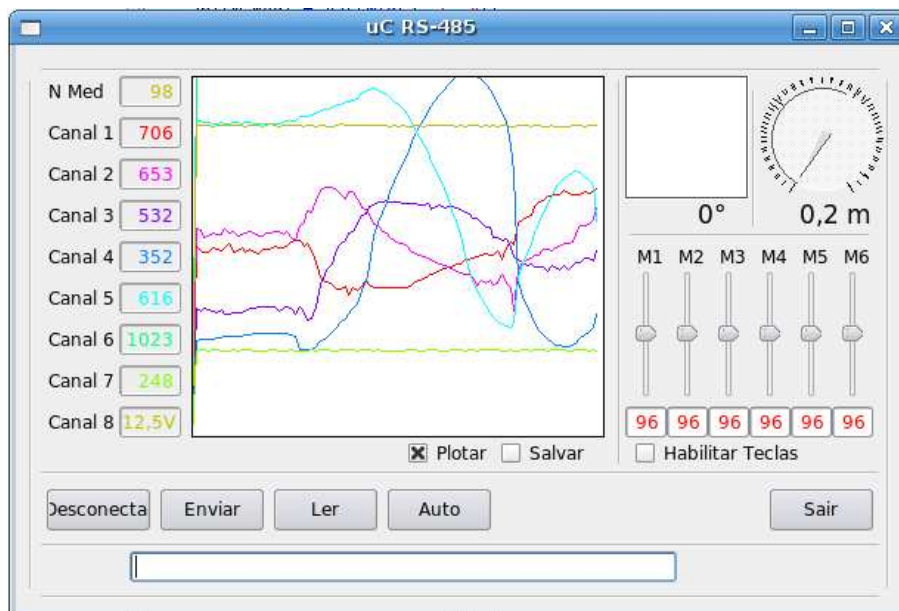 uC RS-485
N Med 98
Canal 1 706
Canal 2 653
Canal 3 532
Canal 4 352
Canal 5 616
Canal 6 1023
Canal 7 248
Canal 8 12,5V
0° 0,2 m
M1 M2 M3 M4 M5 M6
96 96 96 96 96 96
Plotar Salvar Habilitar Teclas
Desconecta Enviar Ler Auto Sair